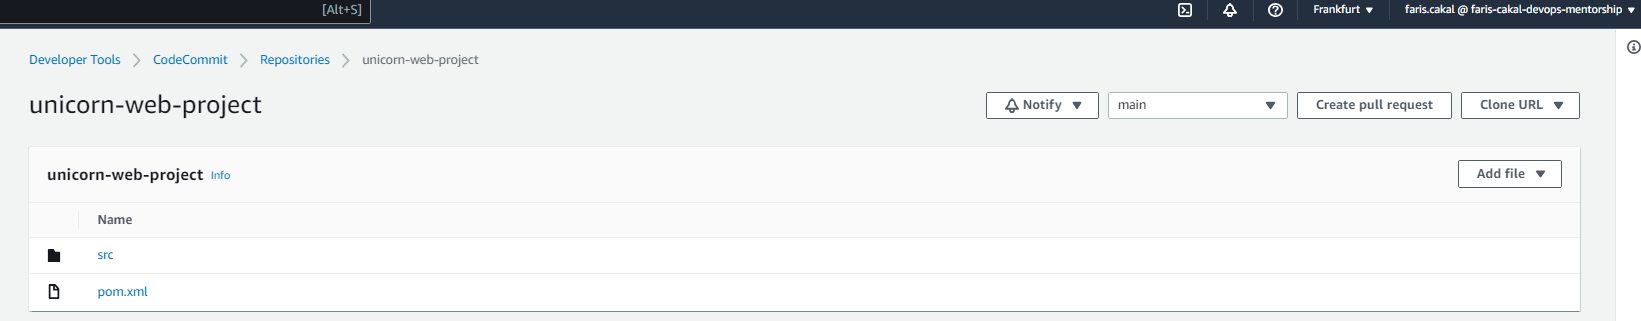 [Alt+S]
Frankfurt
faris.cakal @ faris-cakal-devops-mentorship
Developer Tools
CodeCommit
Repositories
unicorn-web-project
unicorn-web-project
Notify
main
Create pull request
Clone URL
unicorn-web-project Info
Add file
Name
src
pom.xml